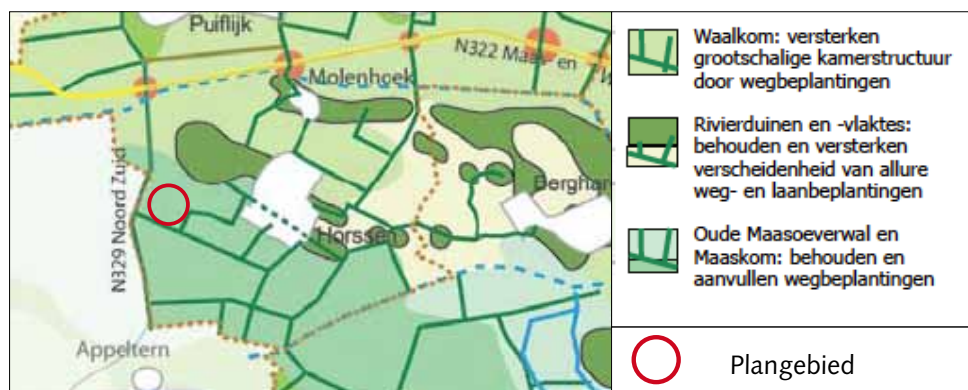 Puiflijk
N322 Maas- en W
Molenhoek
Berghar
Horssen
N329 Noord Zuid
Appeltern
Waalkom: versterken
grootschalige kamerstructuur
door wegbeplantingen
Rivierduinen en -vlaktes:
behouden en versterken
verscheidenheid van allure
weg- en laanbeplantingen
Oude Maasoeverwal en
Maaskom: behouden en
aanvullen wegbeplantingen
Plangebied